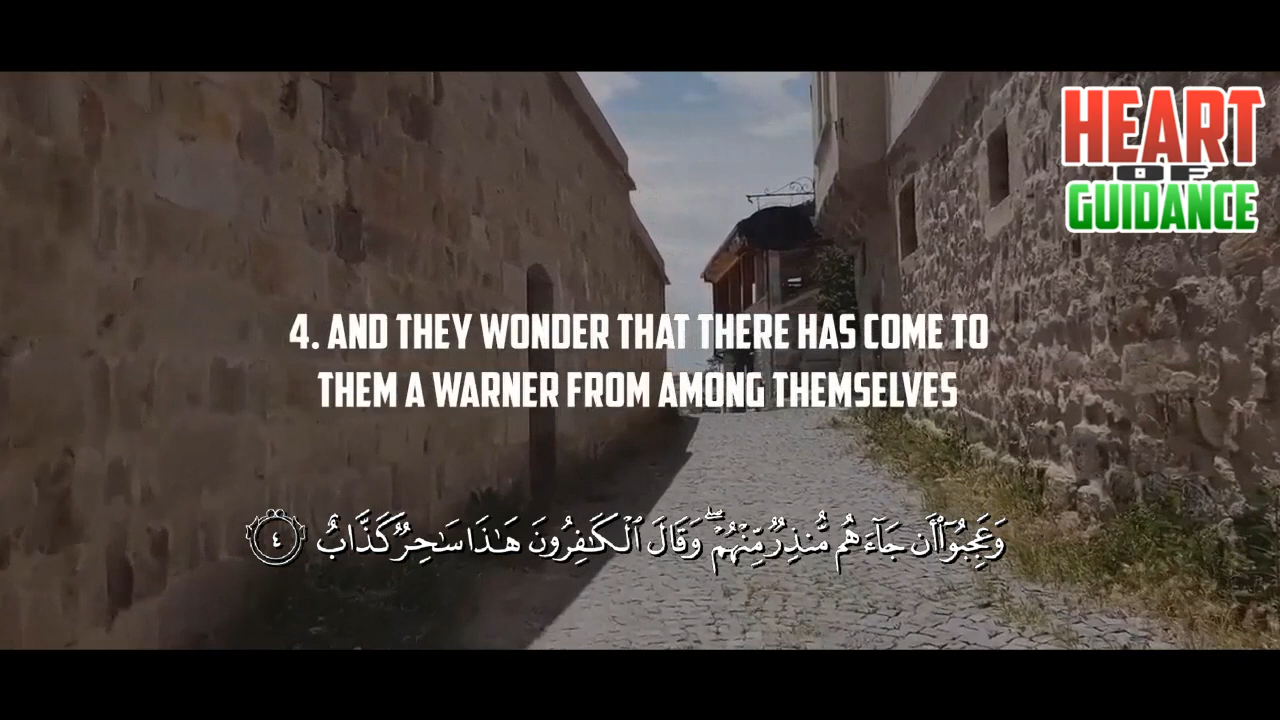 HEART
OF
GUIDANCE
4. AND THEY WONDER THAT THERE HAS COME TO
THEM A WARNER FROM AMONG THEMSELVES
وَعَجِبُوٓا۟ أَن جَآءَهُم مُّنذِرٌ مِّنْهُمْ ۖ وَقَالَ ٱلْكَـٰفِرُونَ هَـٰذَا سَـٰحِرٌ كَذَّابٌ ٤